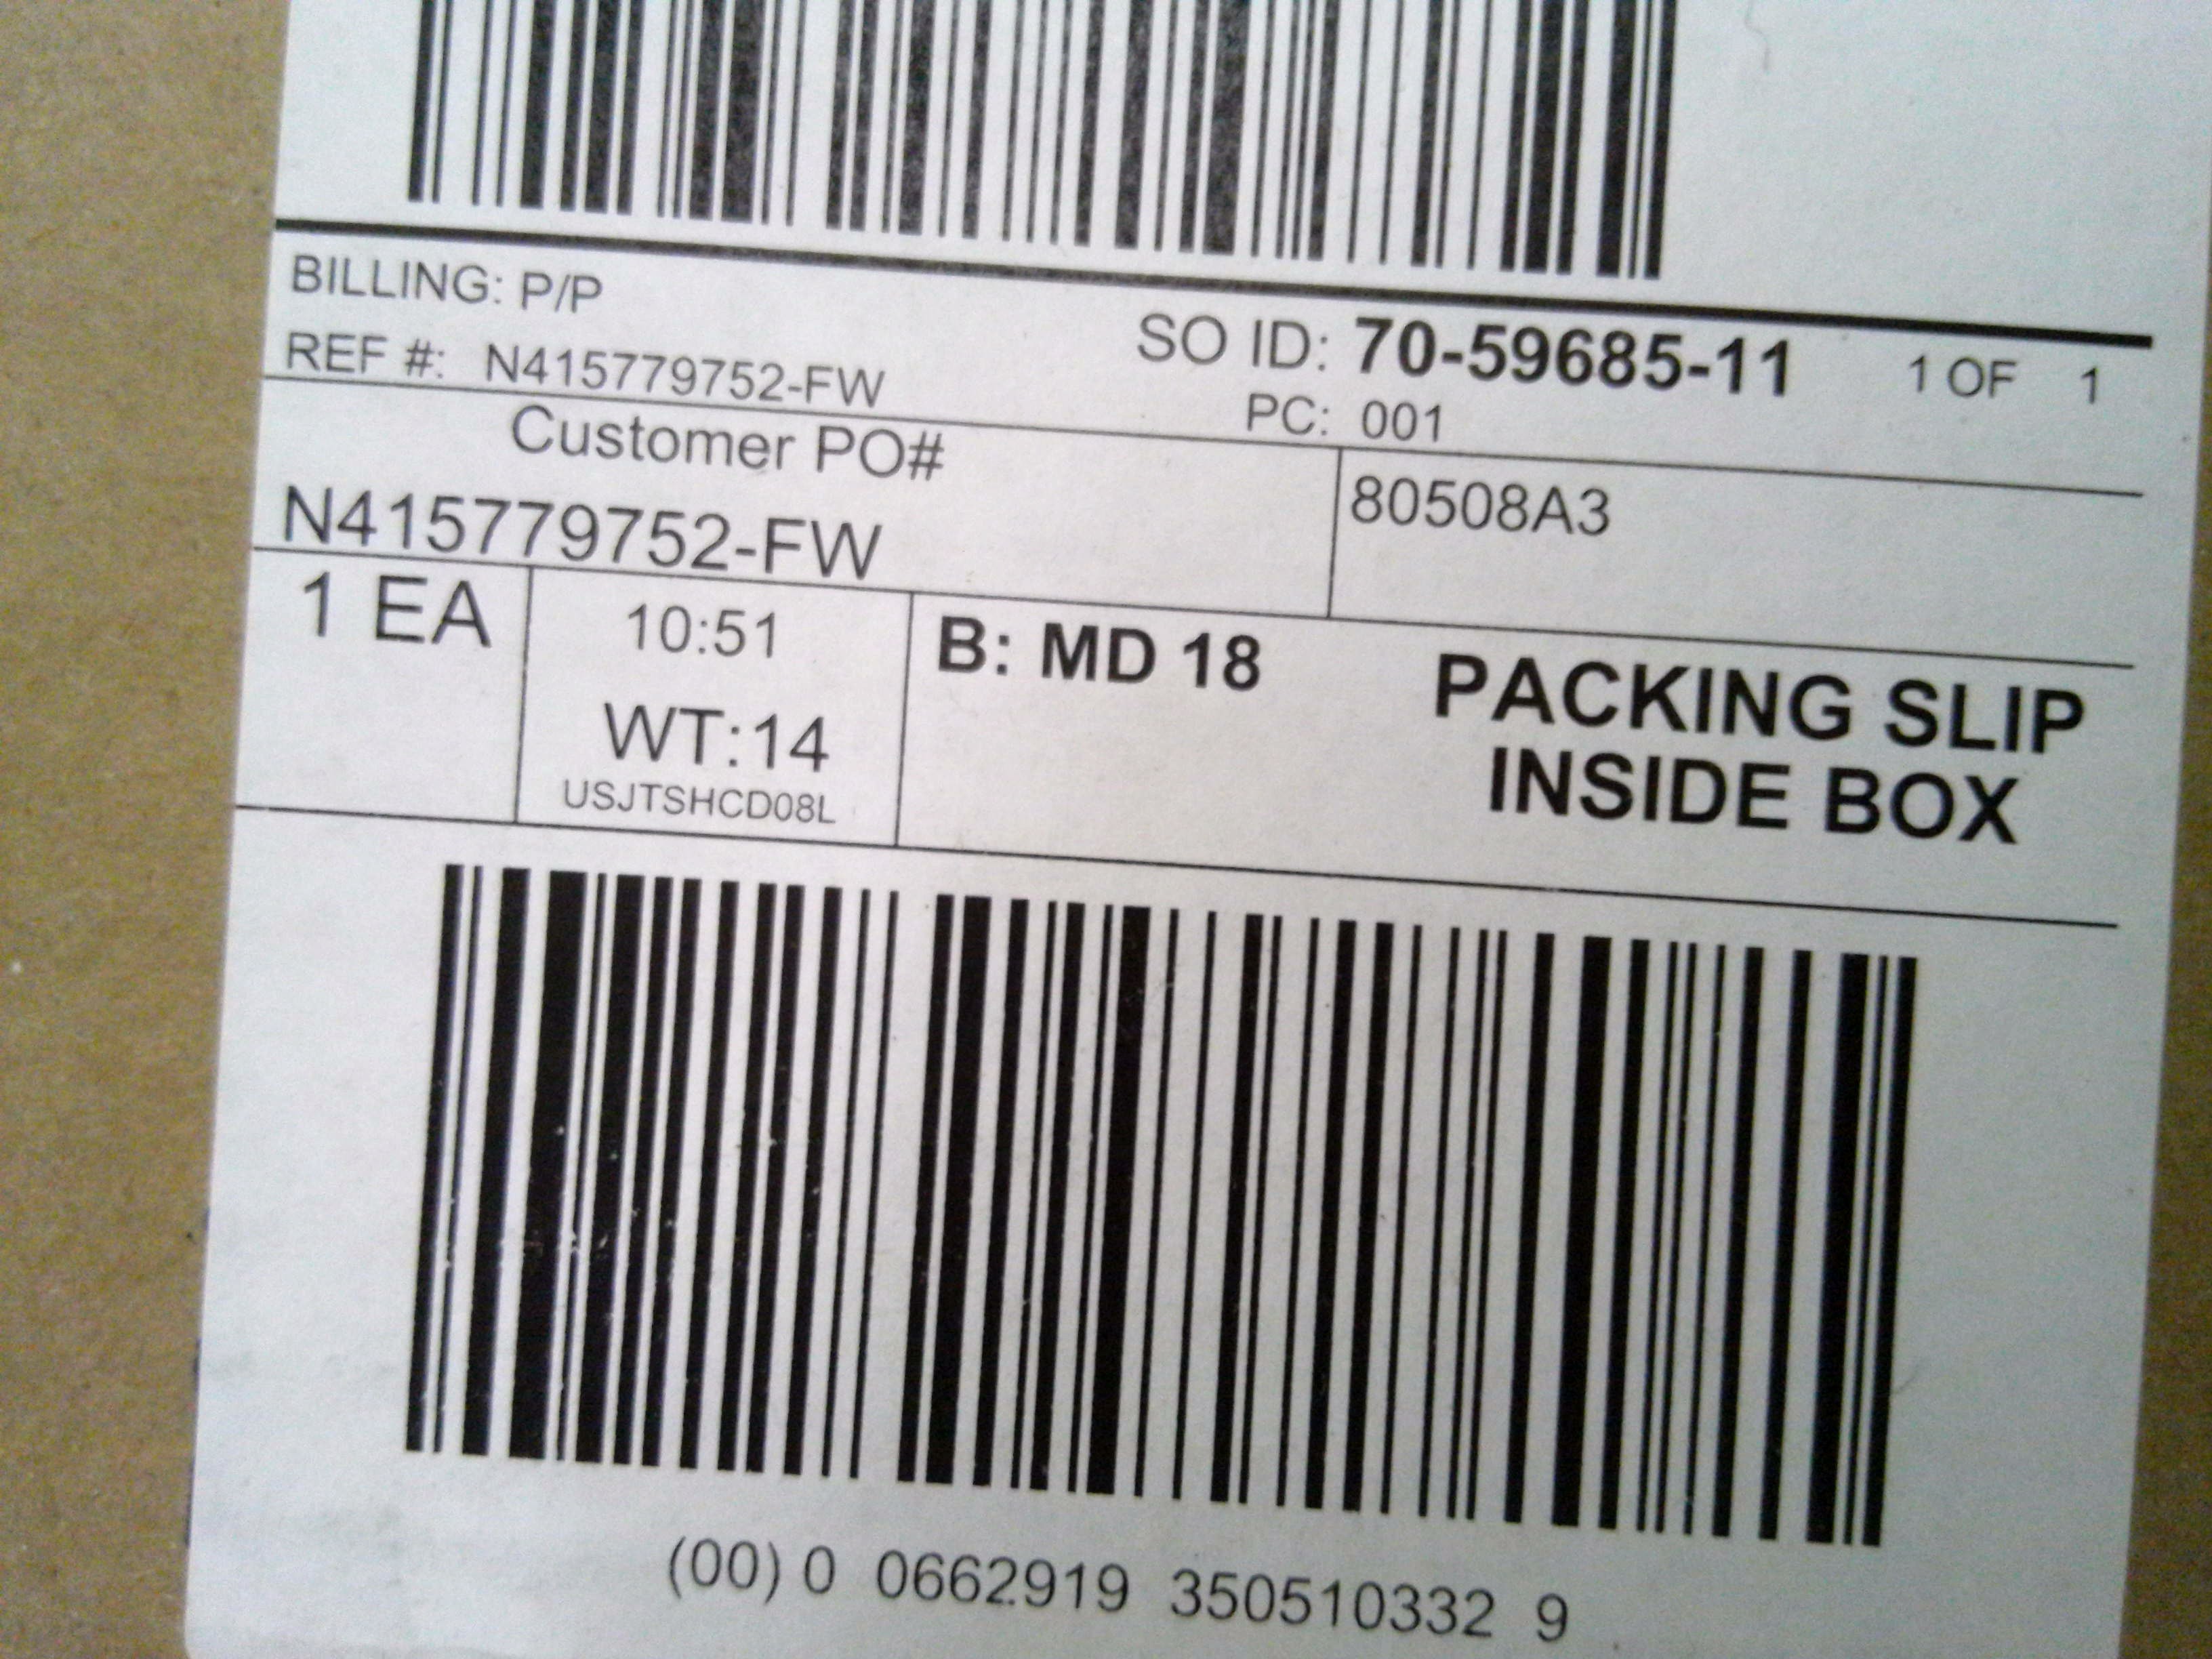 BILLING: P/P
REF #: N415779752-FW
SO ID: 70-59685-11 1 OF 1
PC: 001
Customer PO#
N415779752-FW
80508A3
1 EA
10:51
WT:14
USJTSHCD08L
B: MD 18
PACKING SLIP
INSIDE BOX
(00) 0 0662919 350510332 9